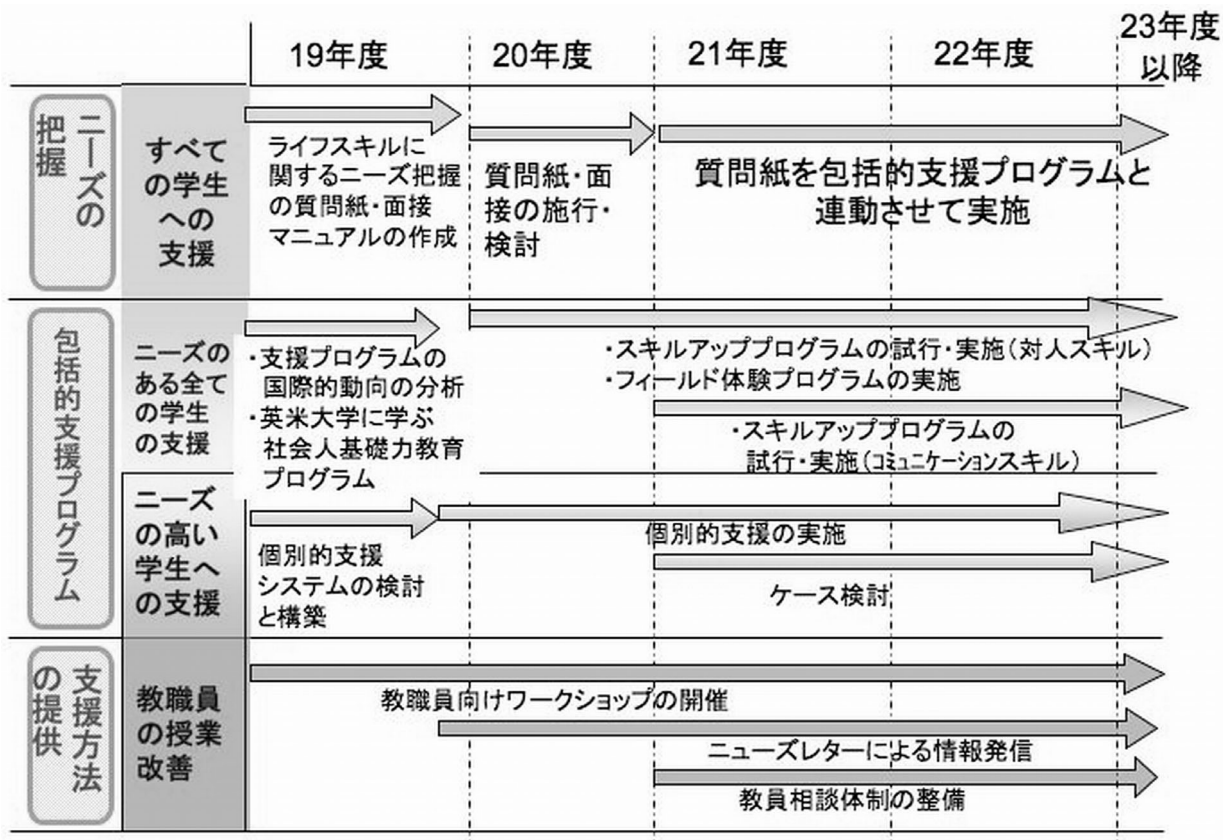 19年度
20年度
21年度
22年度
23年度
以降
ニーズの
把握
すべて
の学生
への
支援
ライフスキルに
関するニーズ把握
の質問紙・面接
マニュアルの作成
質問紙・面
接の施行・
検討
質問紙を包括的支援プログラムと
連動させて実施
包括的支援プログラム
ニーズの
ある全て
の学生
の支援
・支援プログラムの
国際的動向の分析
・英米大学に学ぶ
社会人基礎力教育
プログラム
・スキルアッププログラムの試行・実施(対人スキル)
・フィールド体験プログラムの実施
・スキルアッププログラムの
試行・実施(コミュニケーションスキル)
ニーズ
の高い
学生へ
の支援
個別的支援
システムの検討
と構築
個別的支援の実施
ケース検討
支援方法
の提供
教職員
の授業
改善
教職員向けワークショップの開催
ニューズレターによる情報発信
教員相談体制の整備